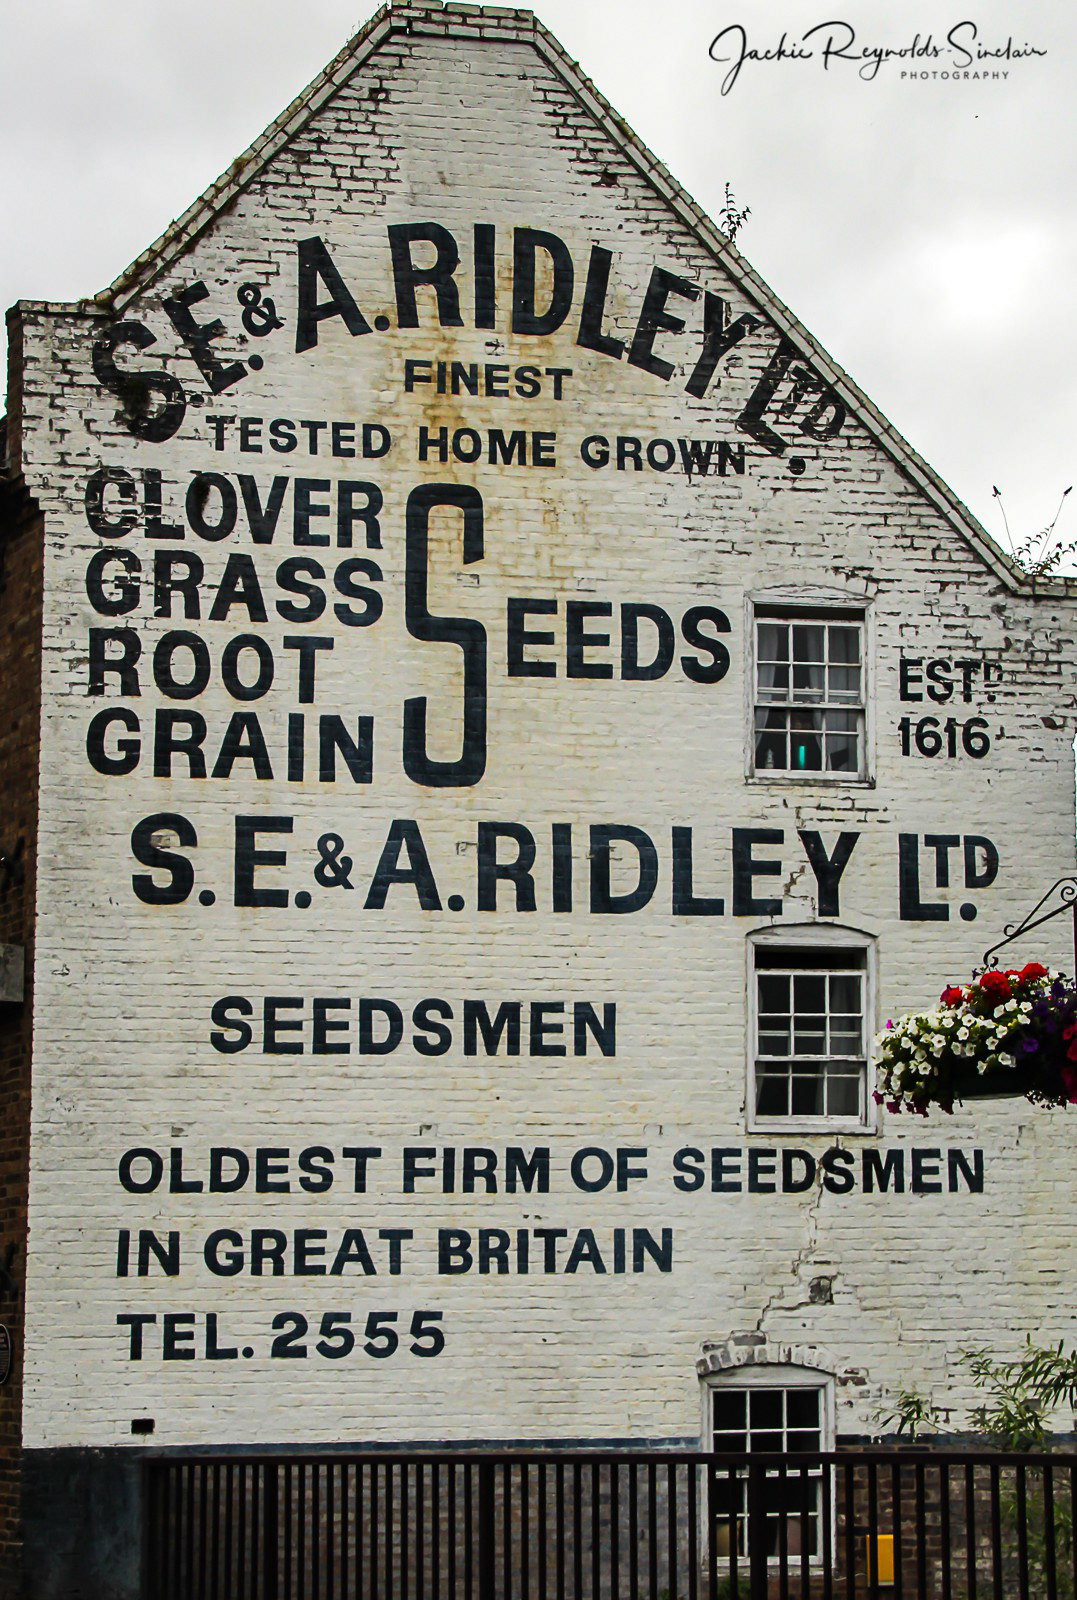 Jackie Reynolds-Sinclair
PHOTOGRAPHY
S.E. & A. RIDLEY LTD.
FINEST
TESTED HOME GROWN
CLOVER
GRASS
ROOT
GRAIN
SEEDS
ESTD
1616
S.E. & A. RIDLEY LTD.
SEEDSMEN
OLDEST FIRM OF SEEDSMEN
IN GREAT BRITAIN
TEL. 2555